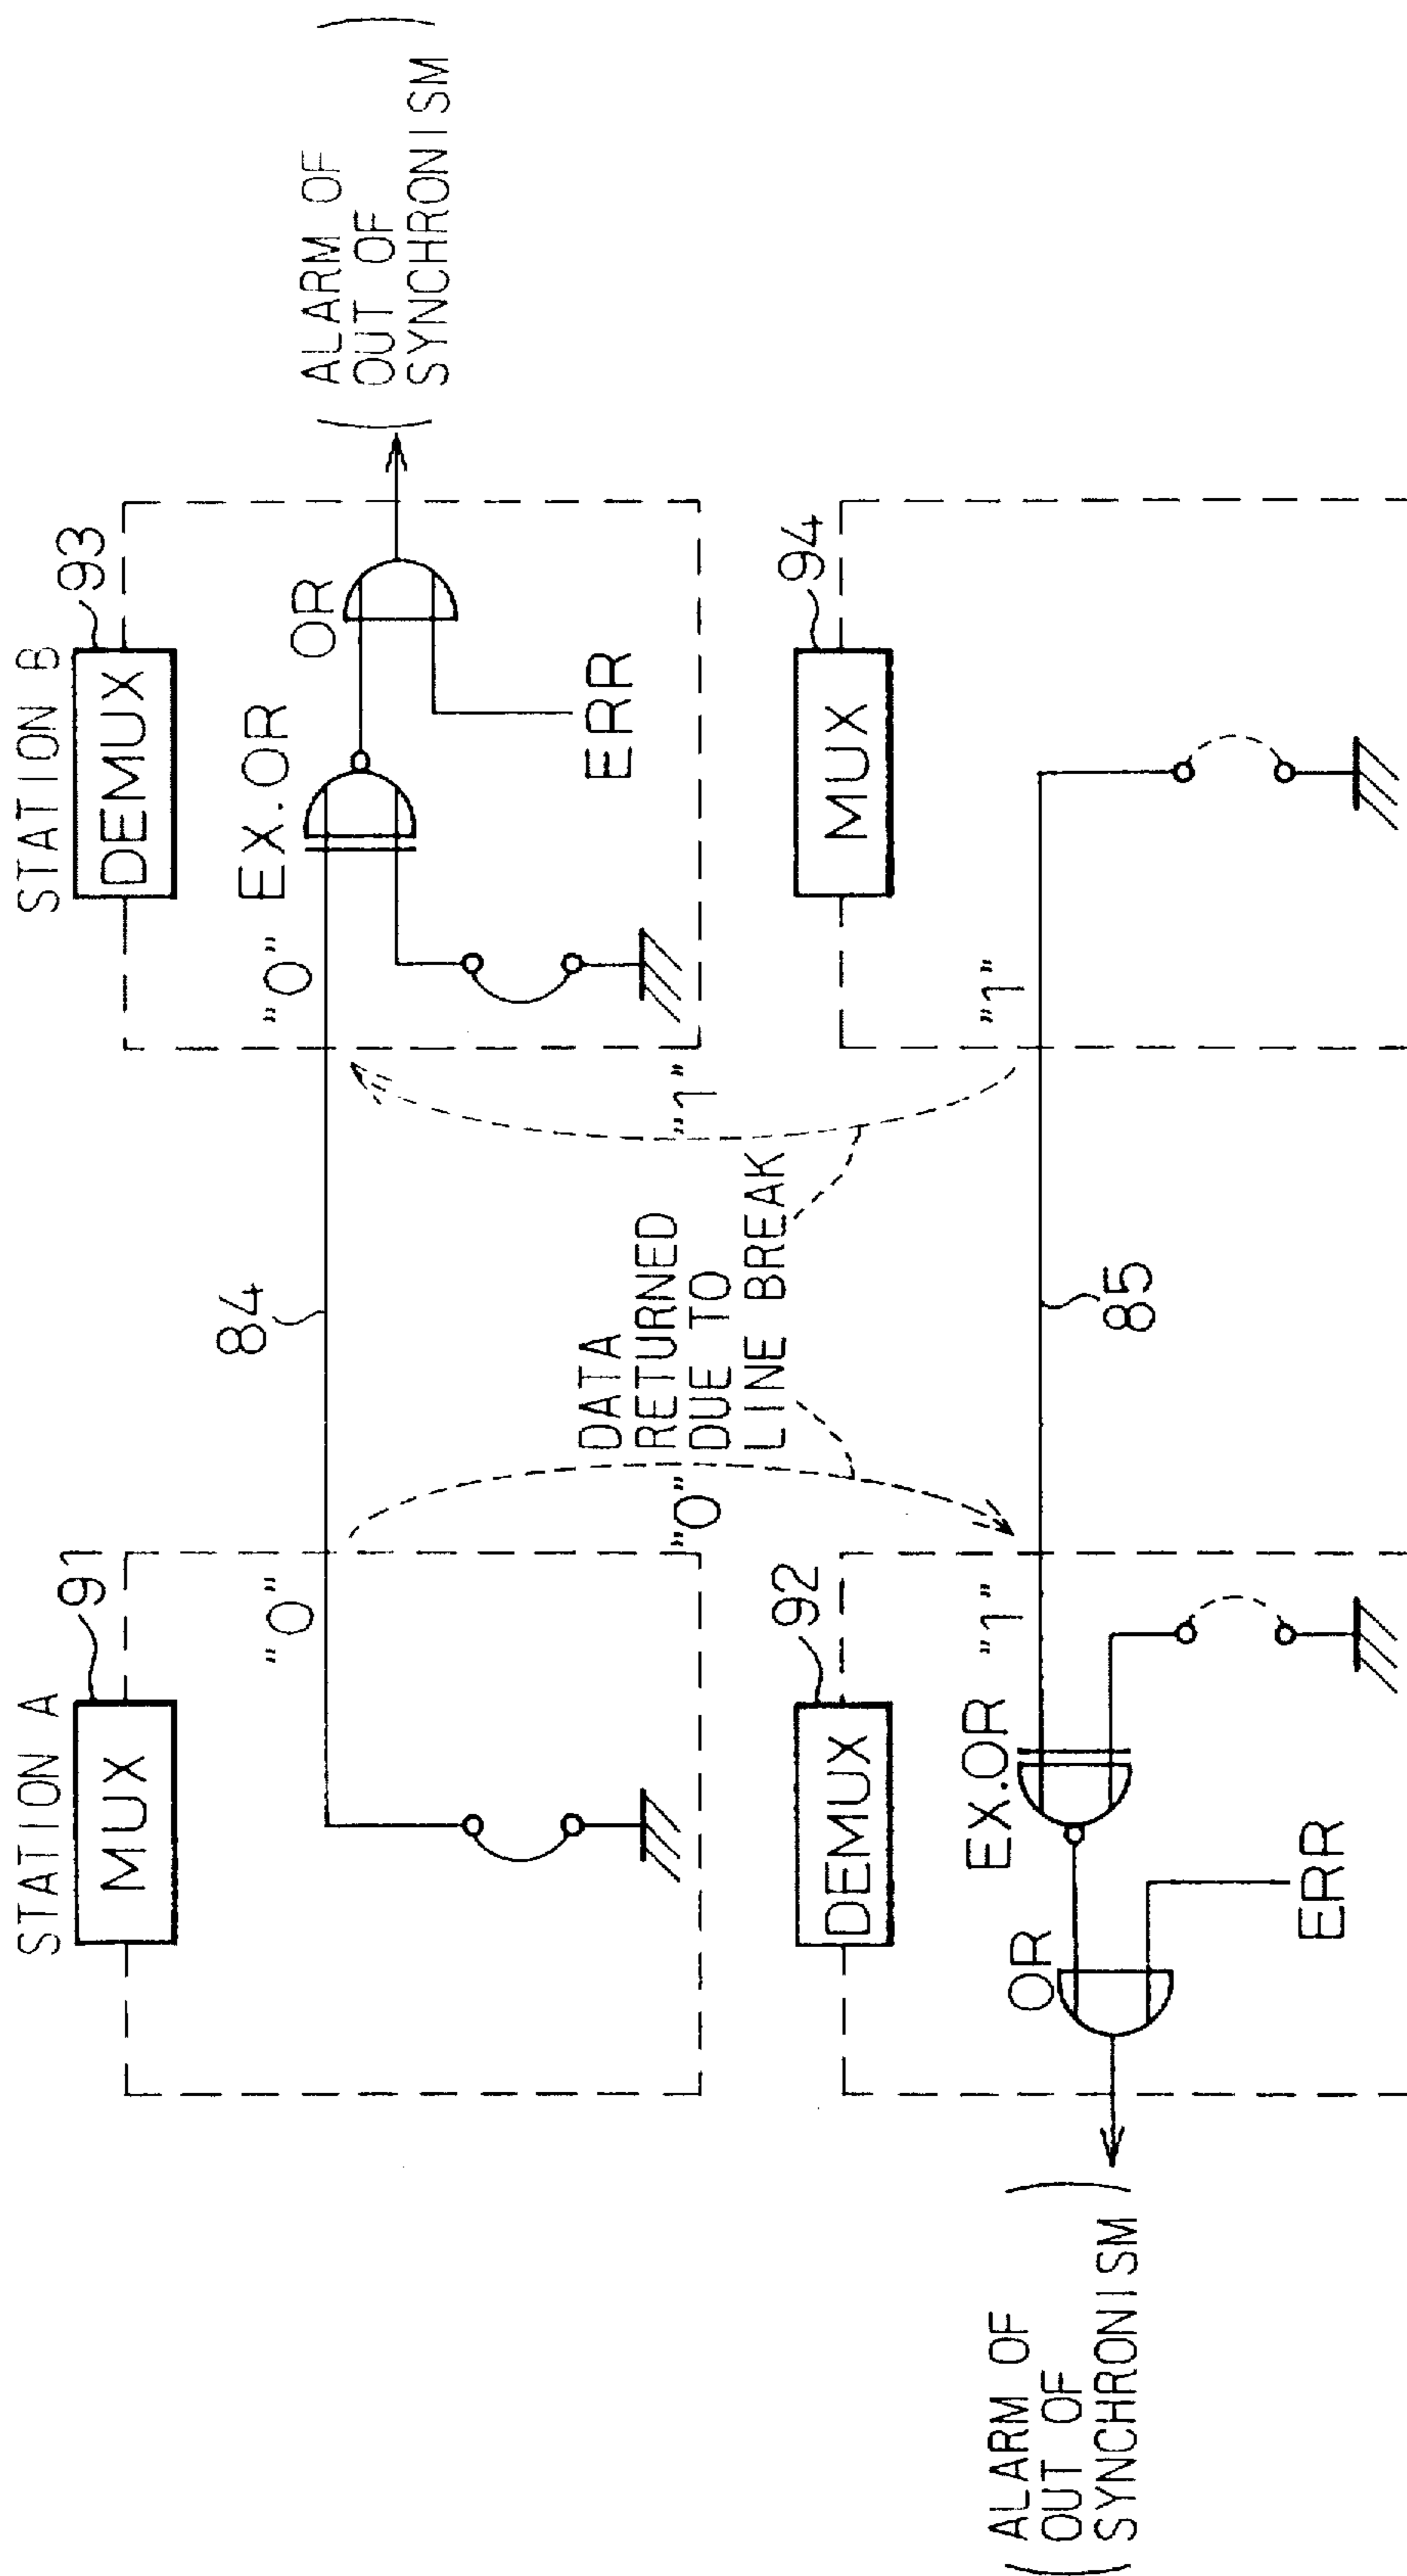 STATION A
MUX
91
"0"
84
STATION B
DEMUX
93
"0"
EX.OR
OR
ERR
ALARM OF
OUT OF
SYNCHRONISM
"0"
DATA
RETURNED
DUE TO
LINE BREAK
"1"
DEMUX
92
"1"
EX.OR
OR
ERR
ALARM OF
OUT OF
SYNCHRONISM
85
MUX
94
"1"